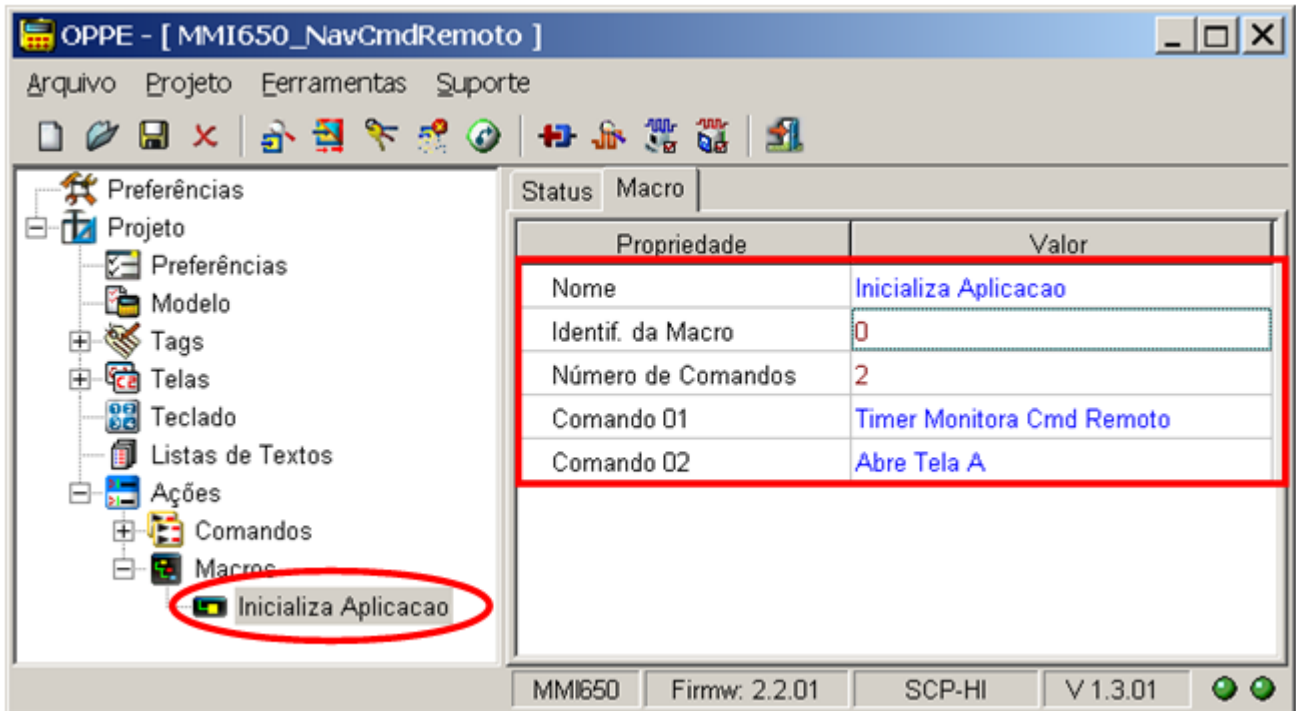 OPPE - [ MMI650_NavCmdRemoto ]
Arquivo Projeto Ferramentas Suporte
Preferências
Projeto
Preferências
Modelo
Tags
Telas
Teclado
Listas de Textos
Ações
Comandos
Macros
Inicializa Aplicacao
Status Macro
Propriedade Valor
Nome Inicializa Aplicacao
Identif. da Macro 0
Número de Comandos 2
Comando 01 Timer Monitora Cmd Remoto
Comando 02 Abre Tela A
MMI650 Firmw: 2.2.01 SCP-HI V 1.3.01